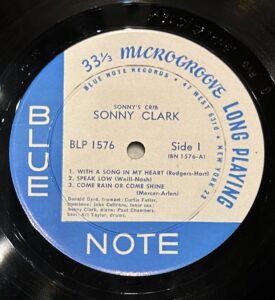 33⅓ MICROGROOVE LONG PLAYING
BLUE NOTE RECORDS • 47 WEST 63rd • NEW YORK 23
SONNY'S CRIB
SONNY CLARK
BLP 1576 Side 1
(BN 1576-A)
1. WITH A SONG IN MY HEART (Rodgers-Hart)
2. SPEAK LOW (Weill-Nash)
3. COME RAIN OR COME SHINE
(Mercer-Arlen)
Donald Byrd, trumpet; Curtis Fuller,
trombone; John Coltrane, tenor sax;
Sonny Clark, piano; Paul Chambers,
bass; Art Taylor, drums.
BLUE
NOTE